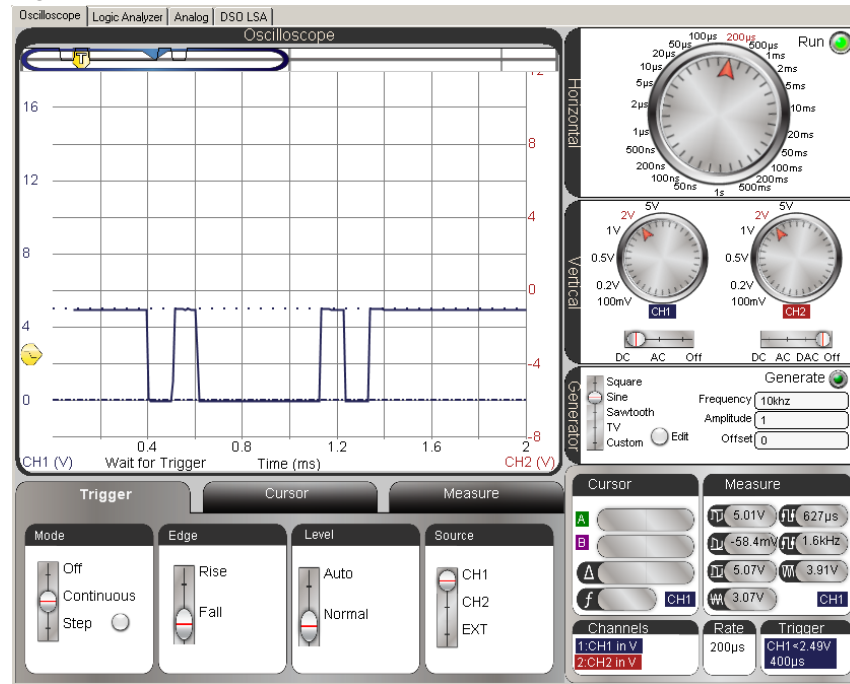 Oscilloscope Logic Analyzer Analog DSO LSA
Oscilloscope
T
16
12
8
4
0
12
8
4
0
-4
-8
0.4 0.8 1.2 1.6 2
CH1 (V) Wait for Trigger Time (ms) CH2 (V)
Horizontal
Run
50ns
100ns
200ns
500ns
1µs
2µs
5µs
10µs
20µs
50µs
100µs
200µs
500µs
1ms
2ms
5ms
10ms
20ms
50ms
100ms
200ms
500ms
1s
Vertical
5V
2V
1V
0.5V
0.2V
100mV
CH1
DC AC Off
5V
2V
1V
0.5V
0.2V
100mV
CH2
DC AC DAC Off
Generator
Square
Sine
Sawtooth
TV
Custom
Edit
Generate
Frequency 10khz
Amplitude 1
Offset 0
Trigger Cursor Measure
Mode
Off
Continuous
Step
Edge
Rise
Fall
Level
Auto
Normal
Source
CH1
CH2
EXT
Cursor
A
B
Δ
f CH1
Measure
5.01V 627µs
-58.4mV 1.6kHz
5.07V 3.91V
3.07V CH1
Channels
1:CH1 in V
2:CH2 in V
Rate
200µs
Trigger
CH1<2.49V
400µs